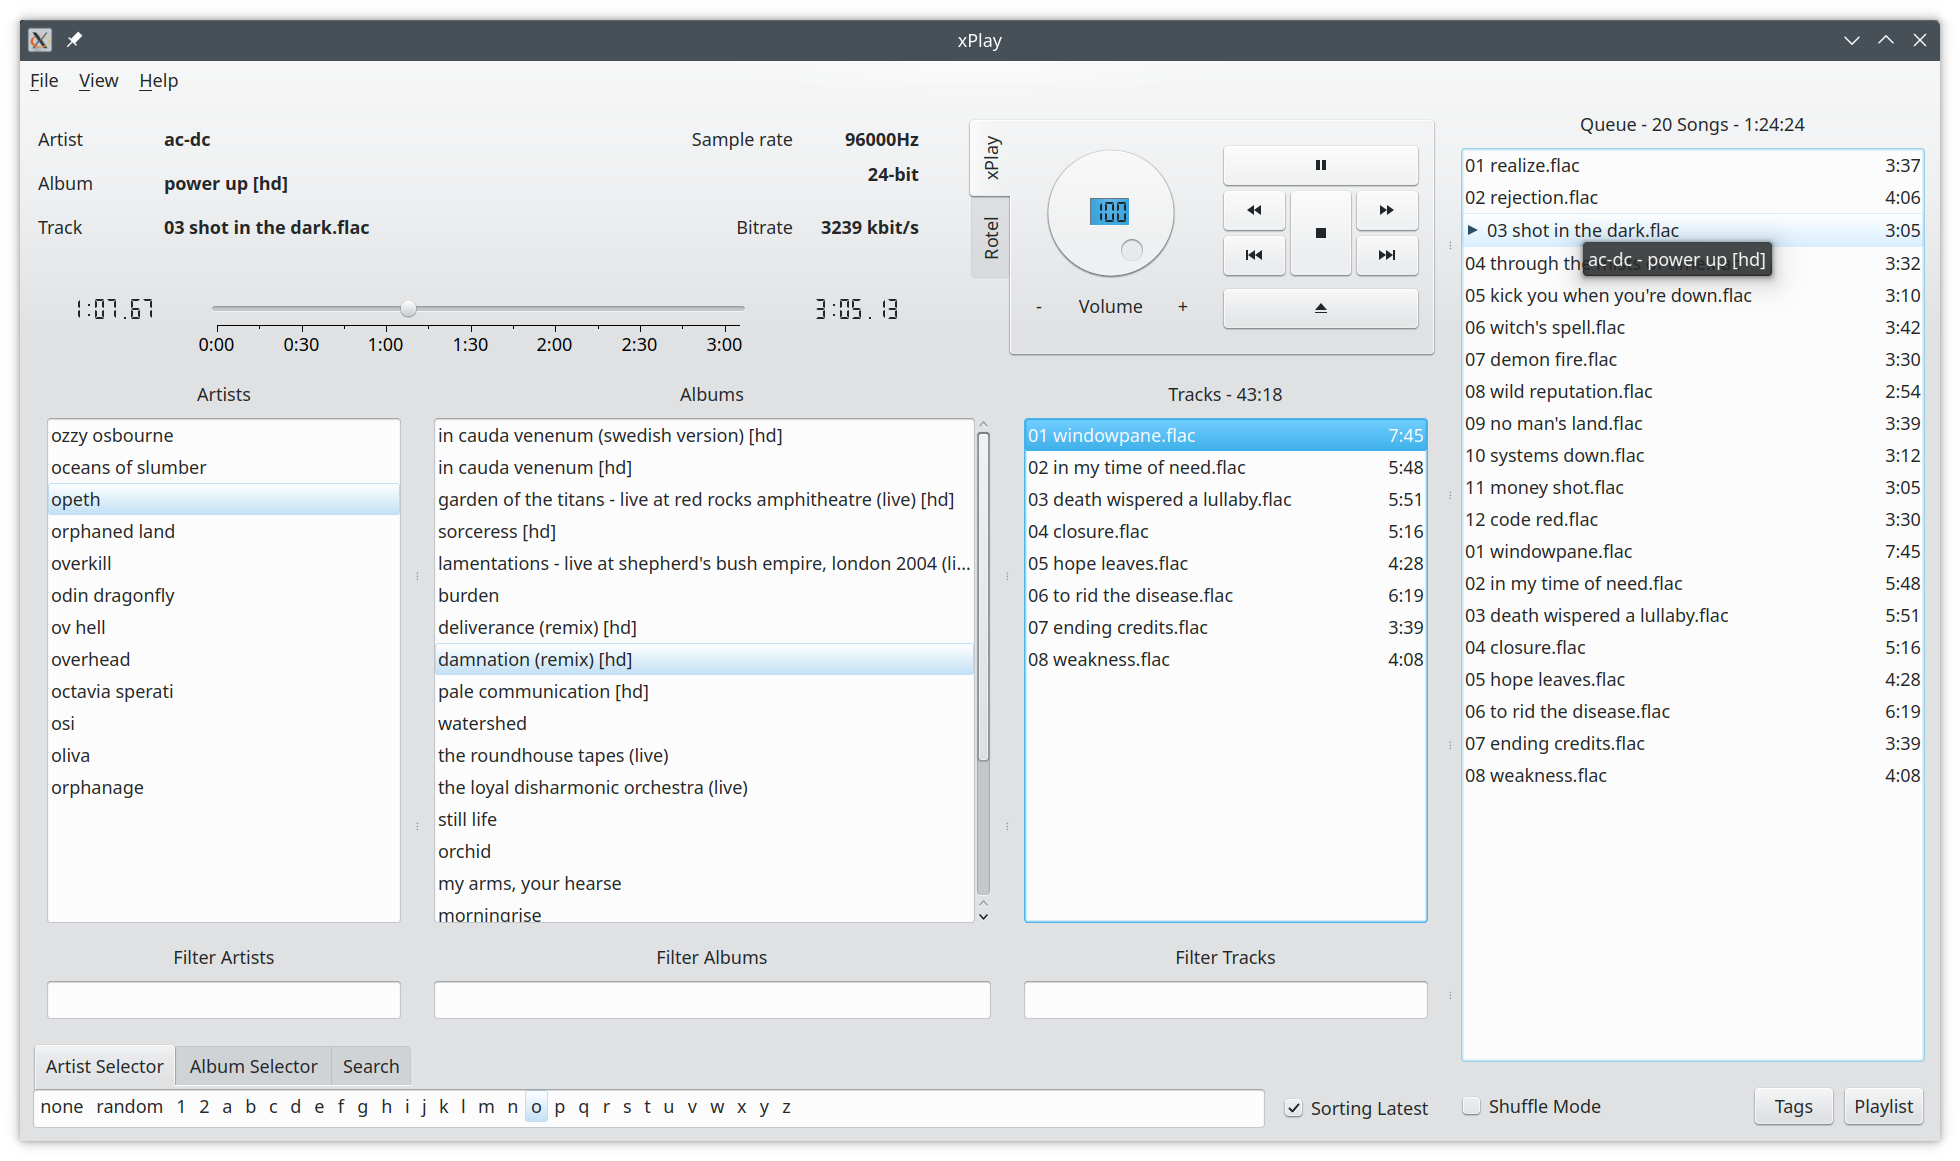 xPlay
File View Help
Artist ac-dc
Album power up [hd]
Track 03 shot in the dark.flac
Sample rate 96000Hz
24-bit
Bitrate 3239 kbit/s
1:07.67
3:05.13
0:00 0:30 1:00 1:30 2:00 2:30 3:00
xPlay
Rotel
100
- Volume +
Artists
ozzy osbourne
oceans of slumber
opeth
orphaned land
overkill
odin dragonfly
ov hell
overhead
octavia sperati
osi
oliva
orphanage
Filter Artists
Albums
in cauda venenum (swedish version) [hd]
in cauda venenum [hd]
garden of the titans - live at red rocks amphitheatre (live) [hd]
sorceress [hd]
lamentations - live at shepherd's bush empire, london 2004 (li...
burden
deliverance (remix) [hd]
damnation (remix) [hd]
pale communication [hd]
watershed
the roundhouse tapes (live)
the loyal disharmonic orchestra (live)
still life
orchid
my arms, your hearse
morningrise
Filter Albums
Tracks - 43:18
01 windowpane.flac 7:45
02 in my time of need.flac 5:48
03 death wispered a lullaby.flac 5:51
04 closure.flac 5:16
05 hope leaves.flac 4:28
06 to rid the disease.flac 6:19
07 ending credits.flac 3:39
08 weakness.flac 4:08
Filter Tracks
Queue - 20 Songs - 1:24:24
01 realize.flac 3:37
02 rejection.flac 4:06
03 shot in the dark.flac 3:05
ac-dc - power up [hd]
04 through the 3:32
05 kick you when you're down.flac 3:10
06 witch's spell.flac 3:42
07 demon fire.flac 3:30
08 wild reputation.flac 2:54
09 no man's land.flac 3:39
10 systems down.flac 3:12
11 money shot.flac 3:05
12 code red.flac 3:30
01 windowpane.flac 7:45
02 in my time of need.flac 5:48
03 death wispered a lullaby.flac 5:51
04 closure.flac 5:16
05 hope leaves.flac 4:28
06 to rid the disease.flac 6:19
07 ending credits.flac 3:39
08 weakness.flac 4:08
Artist Selector Album Selector Search
none random 1 2 a b c d e f g h i j k l m n o p q r s t u v w x y z
Sorting Latest
Shuffle Mode
Tags
Playlist